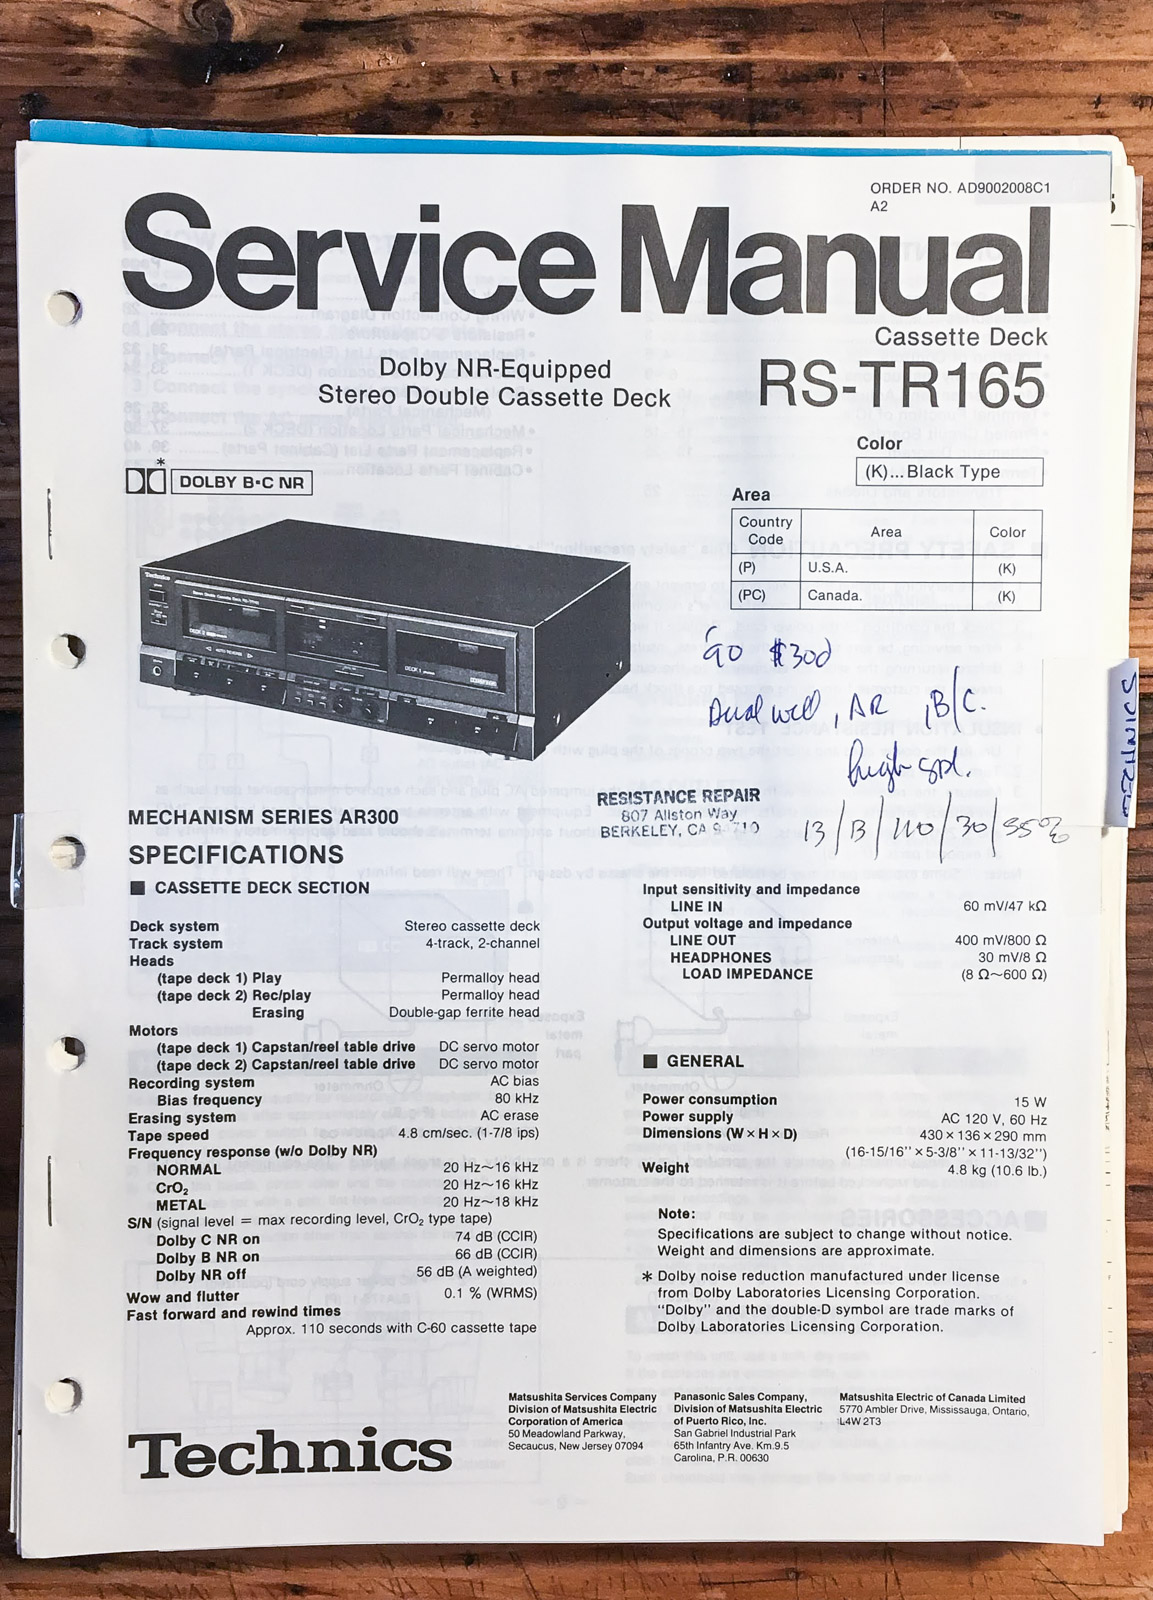 ORDER NO. AD9002008C1
A2
Service Manual
Cassette Deck
RS-TR165
Dolby NR-Equipped
Stereo Double Cassette Deck
Color
(K)...Black Type
DOLBY B•C NR
*
Area
Country Code Area Color
(P) U.S.A. (K)
(PC) Canada. (K)
Technics
DECK 2
AUTO REVERSE
DECK 1
'90 $300
Dual well, AR, B/C.
high spd.
13/13/110/30/
RESISTANCE REPAIR
807 Allston Way
BERKELEY, CA 94710
MECHANISM SERIES AR300
SPECIFICATIONS
■ CASSETTE DECK SECTION
Deck system Stereo cassette deck
Track system 4-track, 2-channel
Heads
(tape deck 1) Play Permalloy head
(tape deck 2) Rec/play Permalloy head
Erasing Double-gap ferrite head
Motors
(tape deck 1) Capstan/reel table drive DC servo motor
(tape deck 2) Capstan/reel table drive DC servo motor
Recording system AC bias
Bias frequency 80 kHz
Erasing system AC erase
Tape speed 4.8 cm/sec. (1-7/8 ips)
Frequency response (w/o Dolby NR)
NORMAL 20 Hz~16 kHz
CrO₂ 20 Hz~16 kHz
METAL 20 Hz~18 kHz
S/N (signal level = max recording level, CrO₂ type tape)
Dolby C NR on 74 dB (CCIR)
Dolby B NR on 66 dB (CCIR)
Dolby NR off 56 dB (A weighted)
Wow and flutter 0.1 % (WRMS)
Fast forward and rewind times
Approx. 110 seconds with C-60 cassette tape
Input sensitivity and impedance
LINE IN 60 mV/47 kΩ
Output voltage and impedance
LINE OUT 400 mV/800 Ω
HEADPHONES 30 mV/8 Ω
LOAD IMPEDANCE (8 Ω~600 Ω)
■ GENERAL
Power consumption 15 W
Power supply AC 120 V, 60 Hz
Dimensions (W × H × D) 430 × 136 × 290 mm
(16-15/16" × 5-3/8" × 11-13/32")
Weight 4.8 kg (10.6 lb.)
Note:
Specifications are subject to change without notice.
Weight and dimensions are approximate.
* Dolby noise reduction manufactured under license
from Dolby Laboratories Licensing Corporation.
"Dolby" and the double-D symbol are trade marks of
Dolby Laboratories Licensing Corporation.
Technics
Matsushita Services Company
Division of Matsushita Electric
Corporation of America
50 Meadowland Parkway,
Secaucus, New Jersey 07094
Panasonic Sales Company,
Division of Matsushita Electric
of Puerto Rico, Inc.
San Gabriel Industrial Park
65th Infantry Ave. Km.9.5
Carolina, P.R. 00630
Matsushita Electric of Canada Limited
5770 Ambler Drive, Mississauga, Ontario,
L4W 2T3